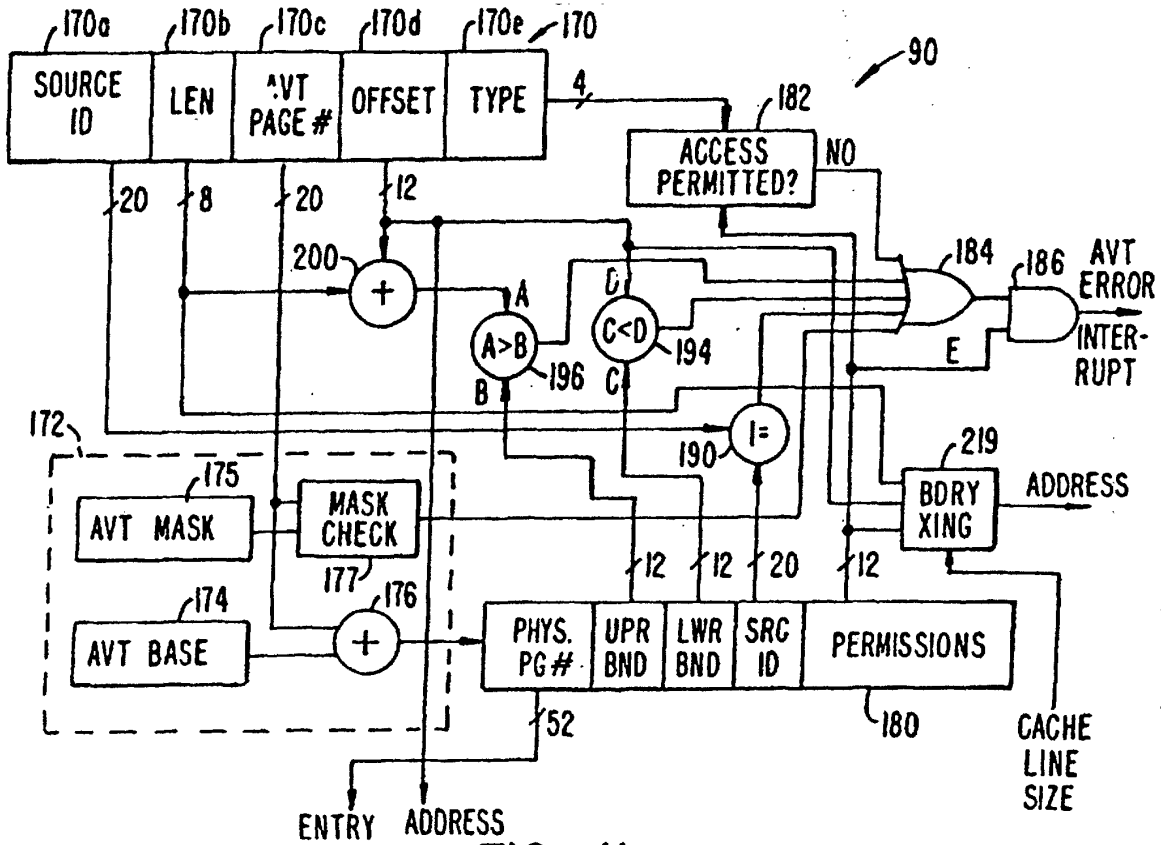 170a 170b 170c 170d 170e 170
90
SOURCE ID
LEN
AVT PAGE #
OFFSET
TYPE
4
182
ACCESS PERMITTED?
NO
20
8
20
12
200
+
A
A>B
196
B
D
C<D
194
C
184
186
AVT ERROR INTER-RUPT
E
190
!=
172
175
AVT MASK
MASK CHECK
177
174
AVT BASE
176
+
219
BDRY XING
ADDRESS
12
12
20
12
PHYS. PG#
UPR BND
LWR BND
SRC ID
PERMISSIONS
52
180
CACHE LINE SIZE
ENTRY ADDRESS